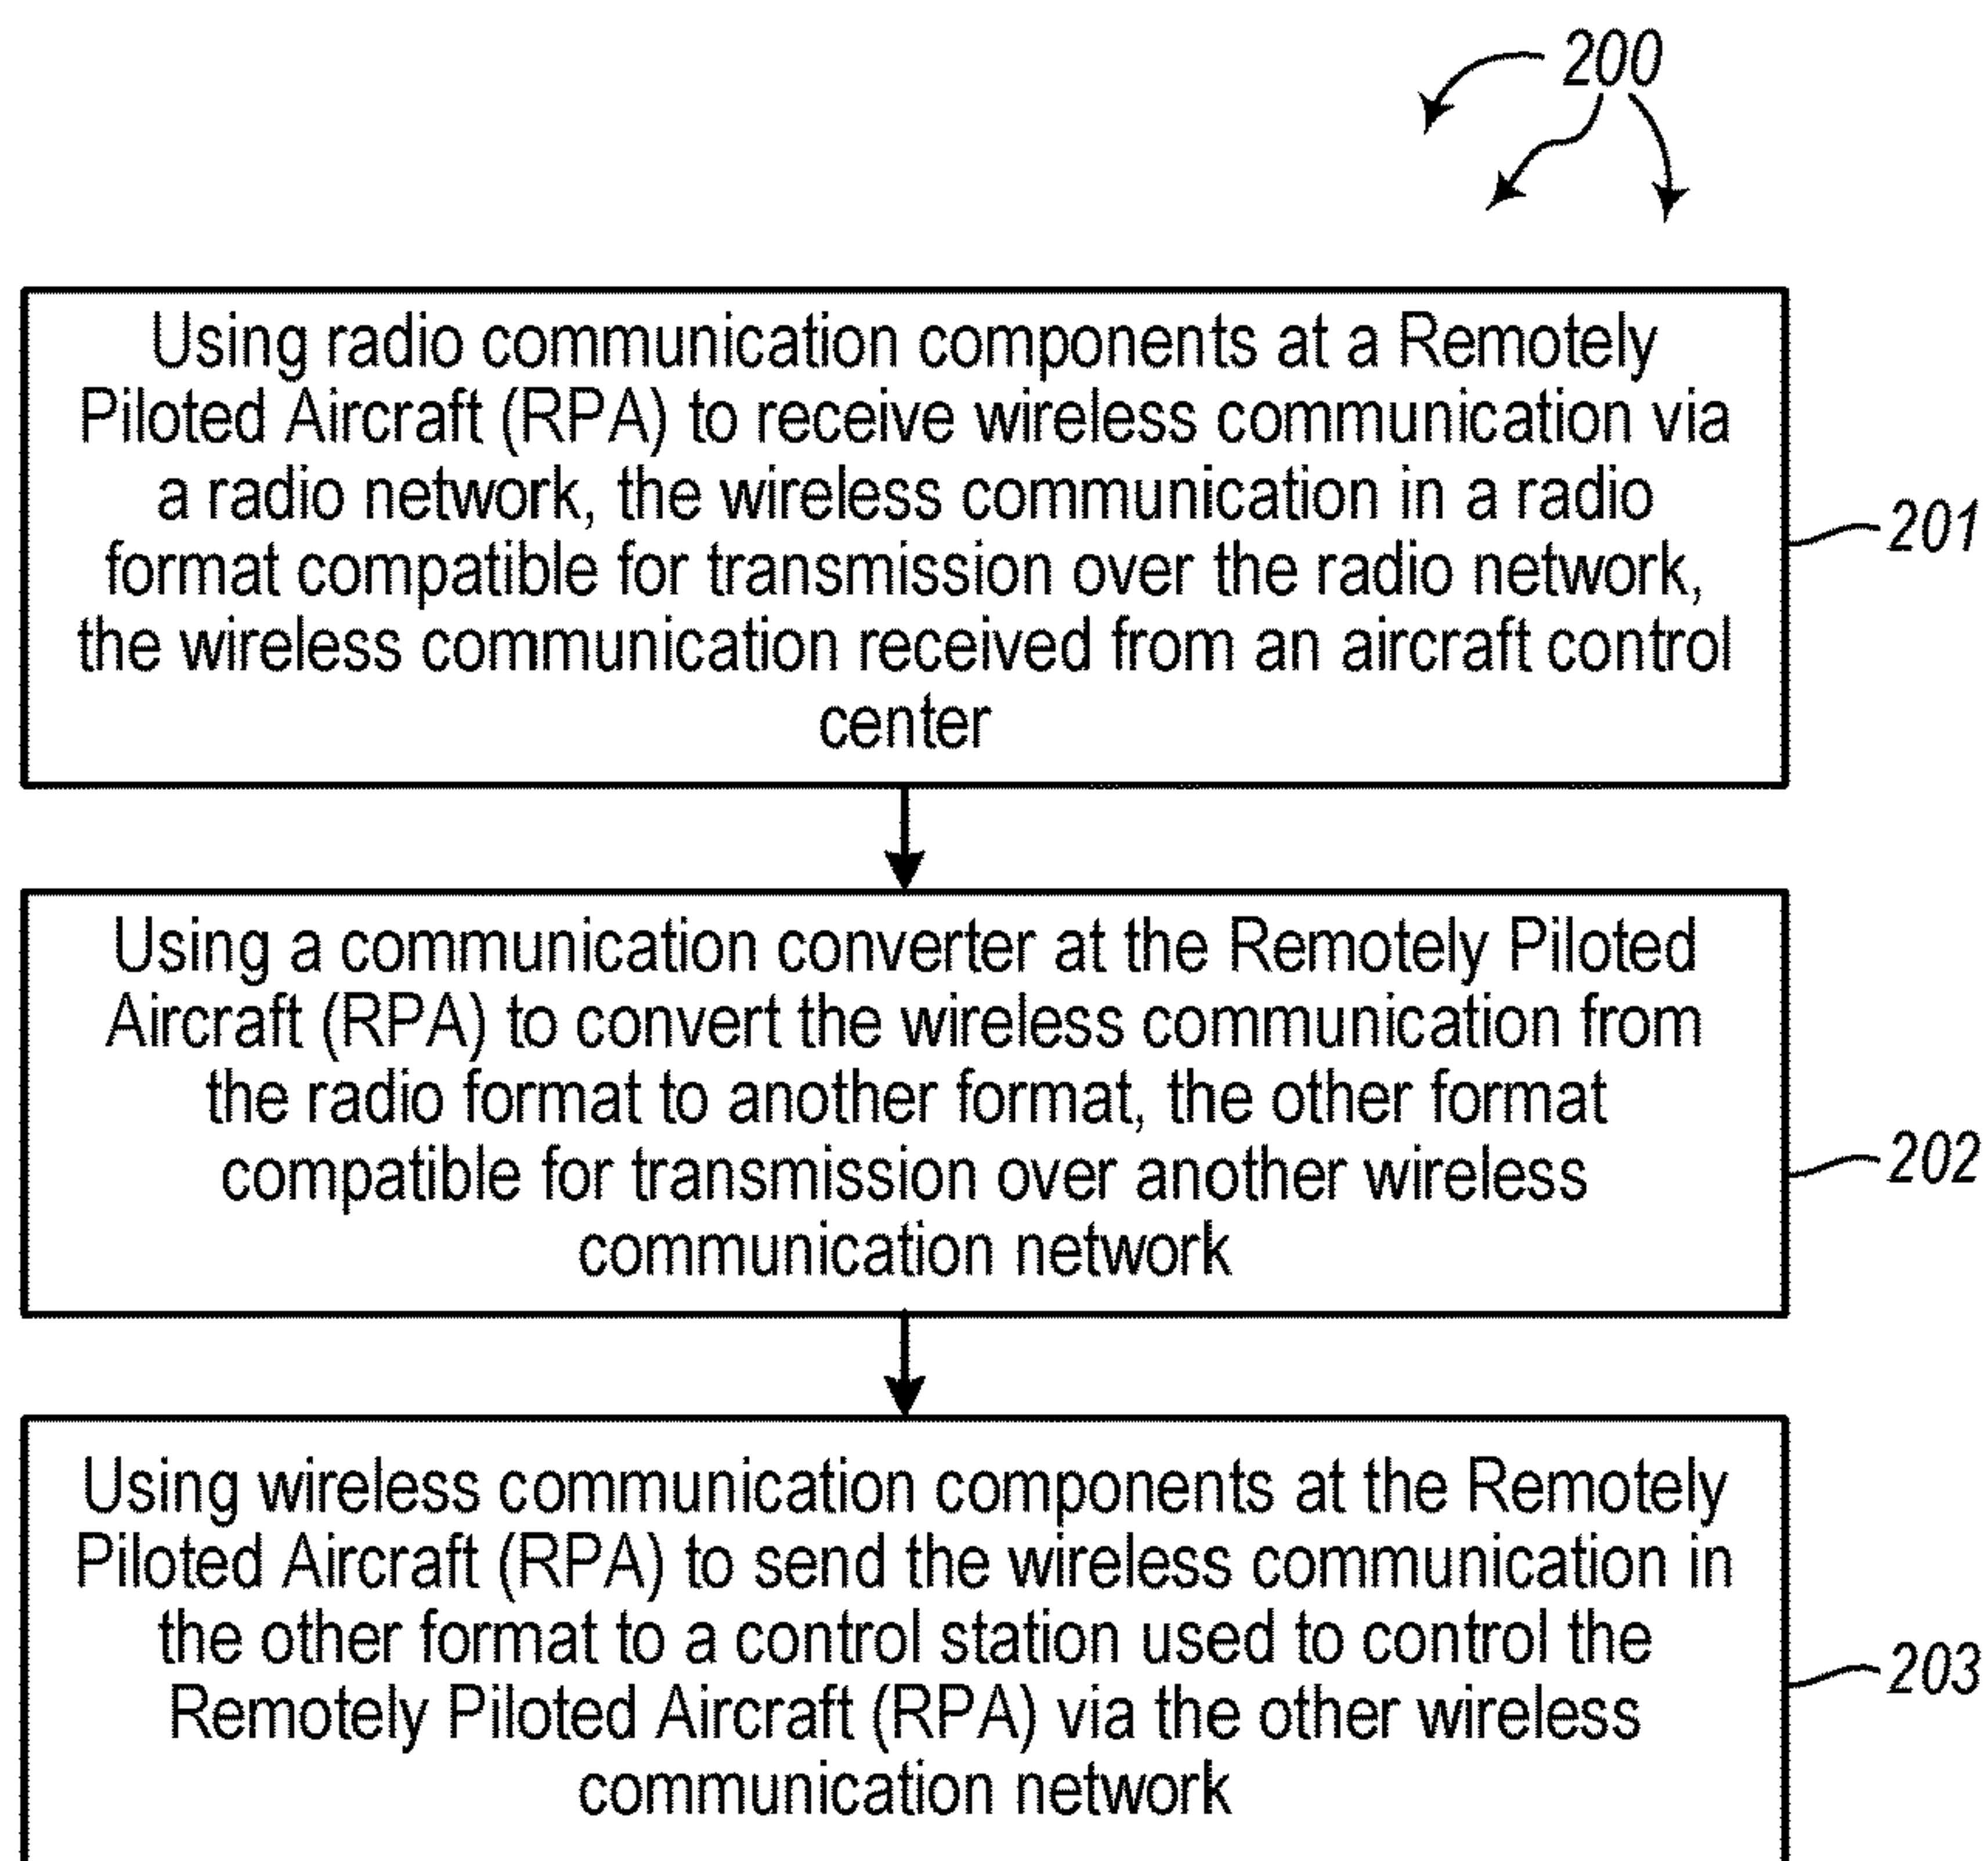 200
Using radio communication components at a Remotely
Piloted Aircraft (RPA) to receive wireless communication via
a radio network, the wireless communication in a radio
format compatible for transmission over the radio network,
the wireless communication received from an aircraft control
center
201
Using a communication converter at the Remotely Piloted
Aircraft (RPA) to convert the wireless communication from
the radio format to another format, the other format
compatible for transmission over another wireless
communication network
202
Using wireless communication components at the Remotely
Piloted Aircraft (RPA) to send the wireless communication in
the other format to a control station used to control the
Remotely Piloted Aircraft (RPA) via the other wireless
communication network
203